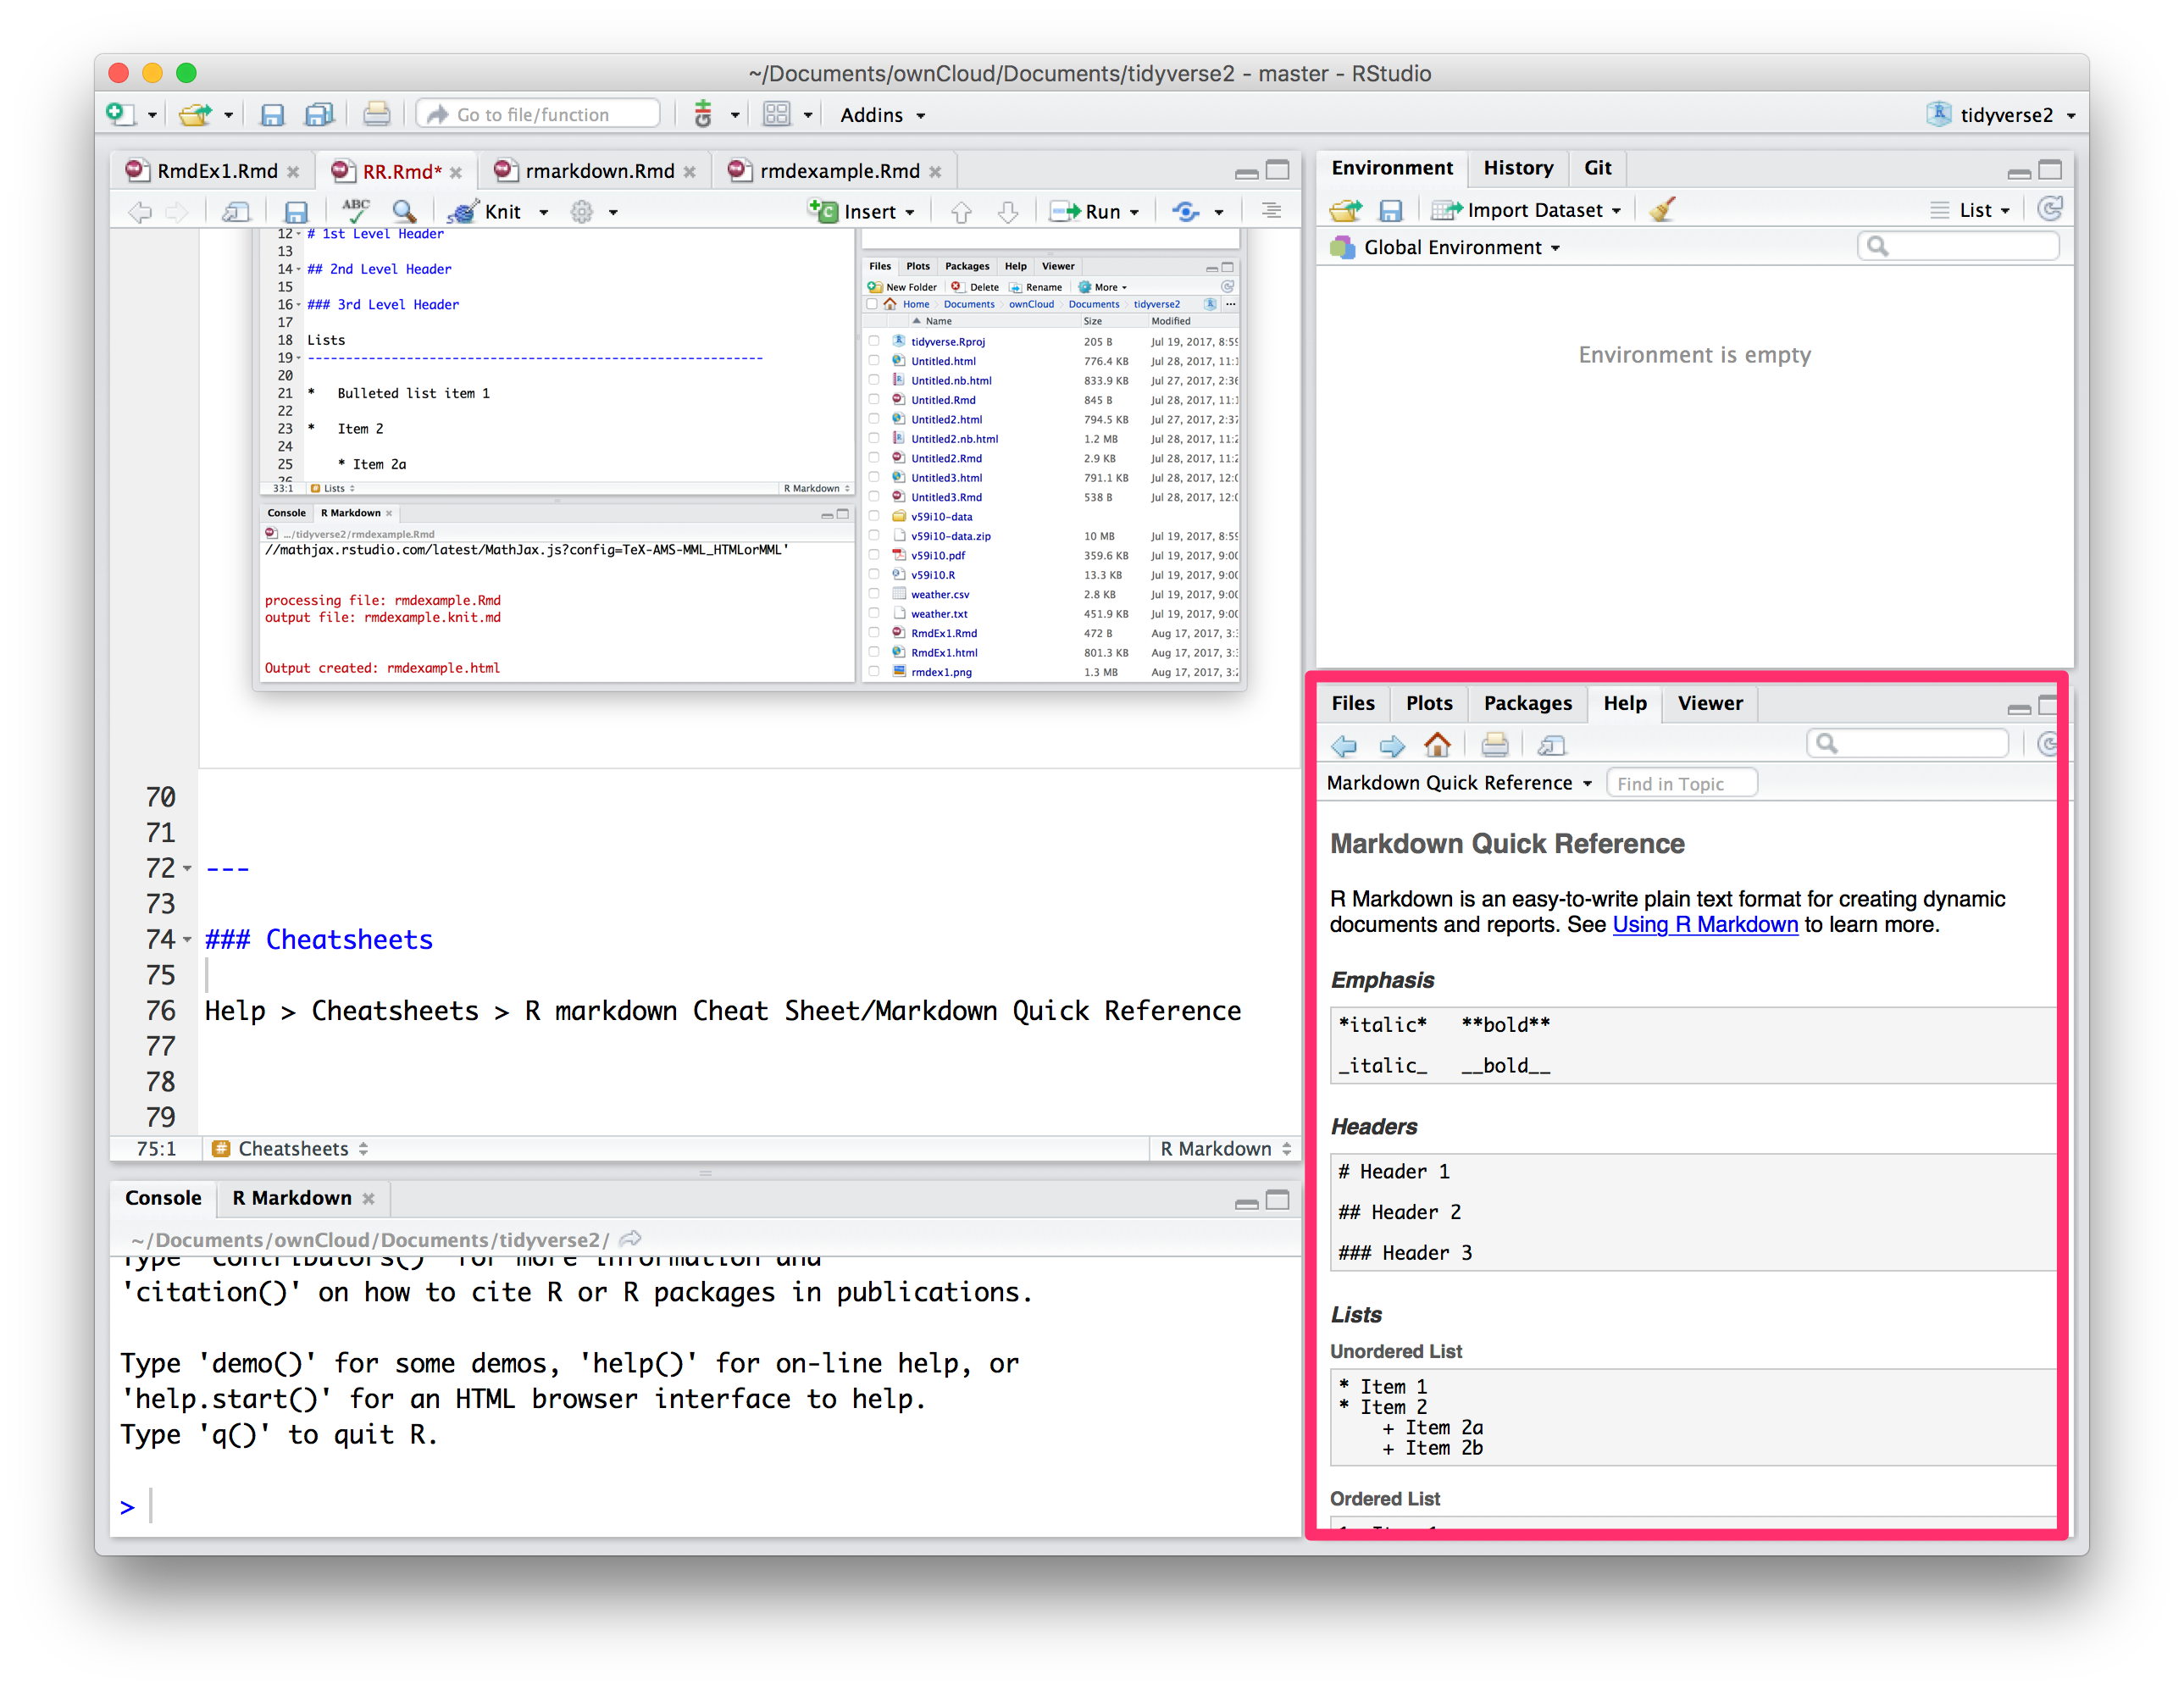 ~/Documents/ownCloud/Documents/tidyverse2 - master - RStudio
Go to file/function
Addins
tidyverse2
RmdEx1.Rmd
RR.Rmd*
rmarkdown.Rmd
rmdexample.Rmd
ABC
Knit
Insert
Run
12 # 1st Level Header
13
14 ## 2nd Level Header
15
16 ### 3rd Level Header
17
18 Lists
19 ------------------------------------------------------------
20
21 *   Bulleted list item 1
22
23 *   Item 2
24
25     * Item 2a
26
33:1 Lists R Markdown
Console R Markdown
.../tidyverse2/rmdexample.Rmd
//mathjax.rstudio.com/latest/MathJax.js?config=TeX-AMS-MML_HTMLorMML'
processing file: rmdexample.Rmd
output file: rmdexample.knit.md
Output created: rmdexample.html
Files Plots Packages Help Viewer
New Folder Delete Rename More
Home Documents ownCloud Documents tidyverse2 ...
Name Size Modified
tidyverse.Rproj 205 B Jul 19, 2017, 8:59
Untitled.html 776.4 KB Jul 28, 2017, 11:1
Untitled.nb.html 833.9 KB Jul 27, 2017, 2:36
Untitled.Rmd 845 B Jul 28, 2017, 11:1
Untitled2.html 794.5 KB Jul 27, 2017, 2:37
Untitled2.nb.html 1.2 MB Jul 28, 2017, 11:2
Untitled2.Rmd 2.9 KB Jul 28, 2017, 11:2
Untitled3.html 791.1 KB Jul 28, 2017, 12:0
Untitled3.Rmd 538 B Jul 28, 2017, 12:0
v59i10-data
v59i10-data.zip 10 MB Jul 19, 2017, 8:59
v59i10.pdf 359.6 KB Jul 19, 2017, 9:00
v59i10.R 13.3 KB Jul 19, 2017, 9:00
weather.csv 2.8 KB Jul 19, 2017, 9:00
weather.txt 451.9 KB Jul 19, 2017, 9:00
RmdEx1.Rmd 472 B Aug 17, 2017, 3:
RmdEx1.html 801.3 KB Aug 17, 2017, 3:
rmdex1.png 1.3 MB Aug 17, 2017, 3:
70
71
72 ---
73
74 ### Cheatsheets
75
76 Help > Cheatsheets > R markdown Cheat Sheet/Markdown Quick Reference
77
78
79
75:1 Cheatsheets R Markdown
Console R Markdown
~/Documents/ownCloud/Documents/tidyverse2/
Type 'contributors()' for more information and
'citation()' on how to cite R or R packages in publications.
Type 'demo()' for some demos, 'help()' for on-line help, or
'help.start()' for an HTML browser interface to help.
Type 'q()' to quit R.
>
Environment History Git
Import Dataset List
Global Environment
Environment is empty
Files Plots Packages Help Viewer
Markdown Quick Reference Find in Topic
Markdown Quick Reference
R Markdown is an easy-to-write plain text format for creating dynamic
documents and reports. See Using R Markdown to learn more.
Emphasis
*italic*   **bold**
_italic_   __bold__
Headers
# Header 1
## Header 2
### Header 3
Lists
Unordered List
* Item 1
* Item 2
    + Item 2a
    + Item 2b
Ordered List